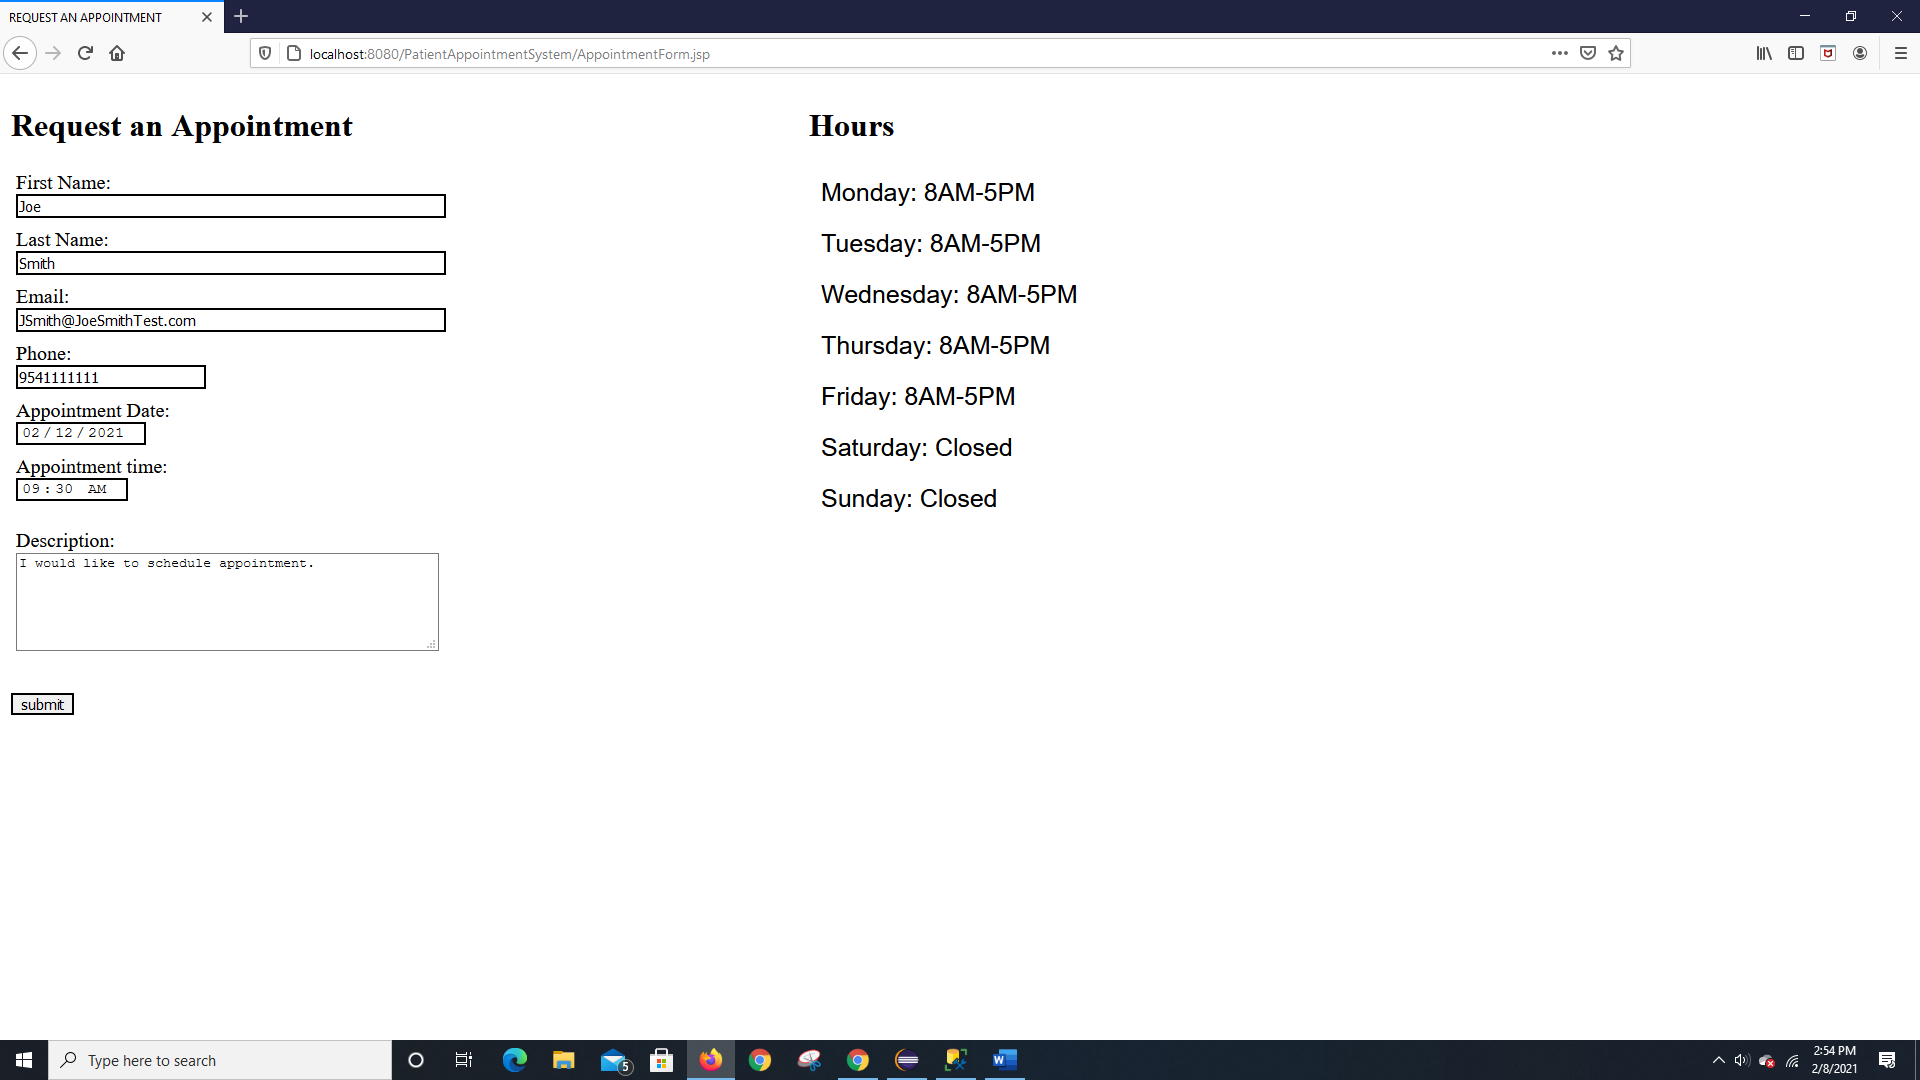 REQUEST AN APPOINTMENT
localhost:8080/PatientAppointmentSystem/AppointmentForm.jsp
Request an Appointment
First Name:
Joe
Last Name:
Smith
Email:
JSmith@JoeSmithTest.com
Phone:
9541111111
Appointment Date:
02/12/2021
Appointment time:
09:30 AM
Description:
I would like to schedule appointment.
submit
Hours
Monday: 8AM-5PM
Tuesday: 8AM-5PM
Wednesday: 8AM-5PM
Thursday: 8AM-5PM
Friday: 8AM-5PM
Saturday: Closed
Sunday: Closed
Type here to search
5
W
2:54 PM
2/8/2021